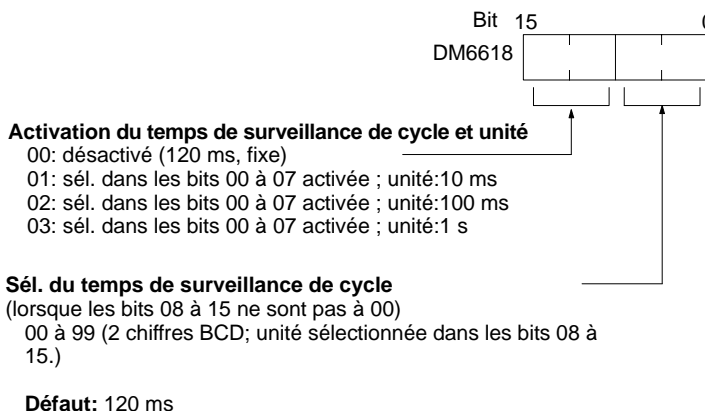 Bit 15 0
DM6618
Activation du temps de surveillance de cycle et unité
00: désactivé (120 ms, fixe)
01: sél. dans les bits 00 à 07 activée ; unité:10 ms
02: sél. dans les bits 00 à 07 activée ; unité:100 ms
03: sél. dans les bits 00 à 07 activée ; unité:1 s
Sél. du temps de surveillance de cycle
(lorsque les bits 08 à 15 ne sont pas à 00)
00 à 99 (2 chiffres BCD; unité sélectionnée dans les bits 08 à
15.)
Défaut: 120 ms